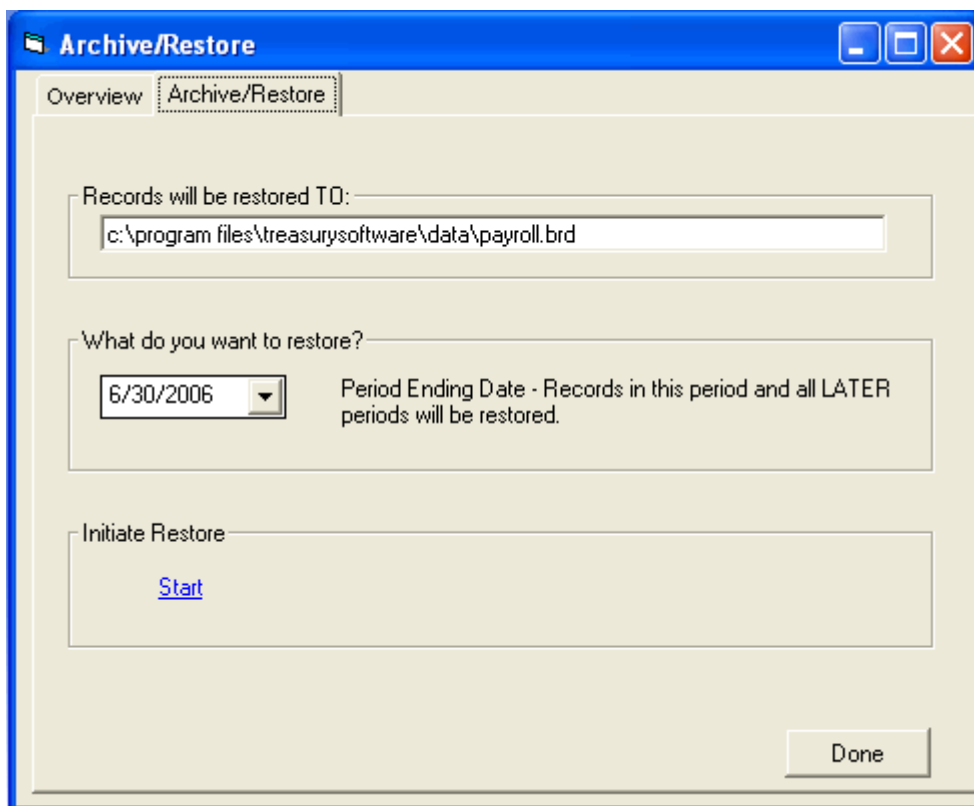 Archive/Restore
Overview
Archive/Restore
Records will be restored TO:
c:\program files\treasurysoftware\data\payroll.brd
What do you want to restore?
6/30/2006
Period Ending Date - Records in this period and all LATER
periods will be restored.
Initiate Restore
Start
Done